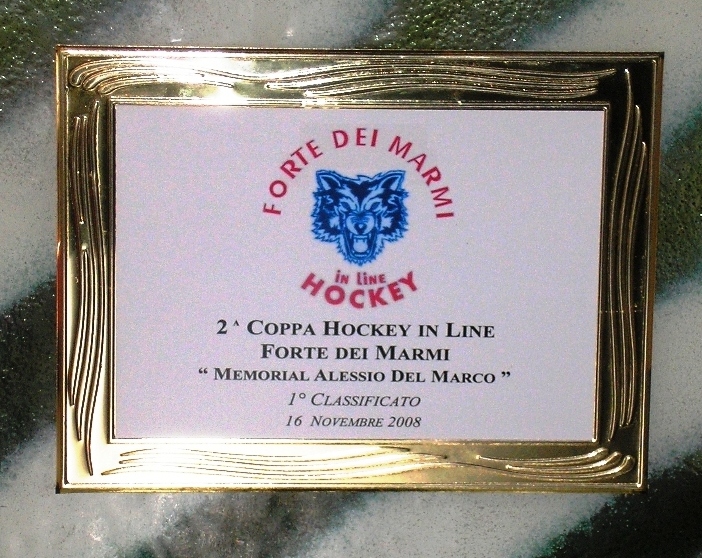 FORTE DEI MARMI
in Line
HOCKEY
2ᴬ COPPA HOCKEY IN LINE
FORTE DEI MARMI
“ MEMORIAL ALESSIO DEL MARCO ”
1° CLASSIFICATO
16 NOVEMBRE 2008